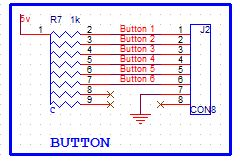 5v
R7 1k
J2
1
2 Button 1 1
3 Button 2 2
4 Button 3 3
5 Button 4 4
6 Button 5 5
7 Button 6 6
8 7
9 8
c
CON8
BUTTON